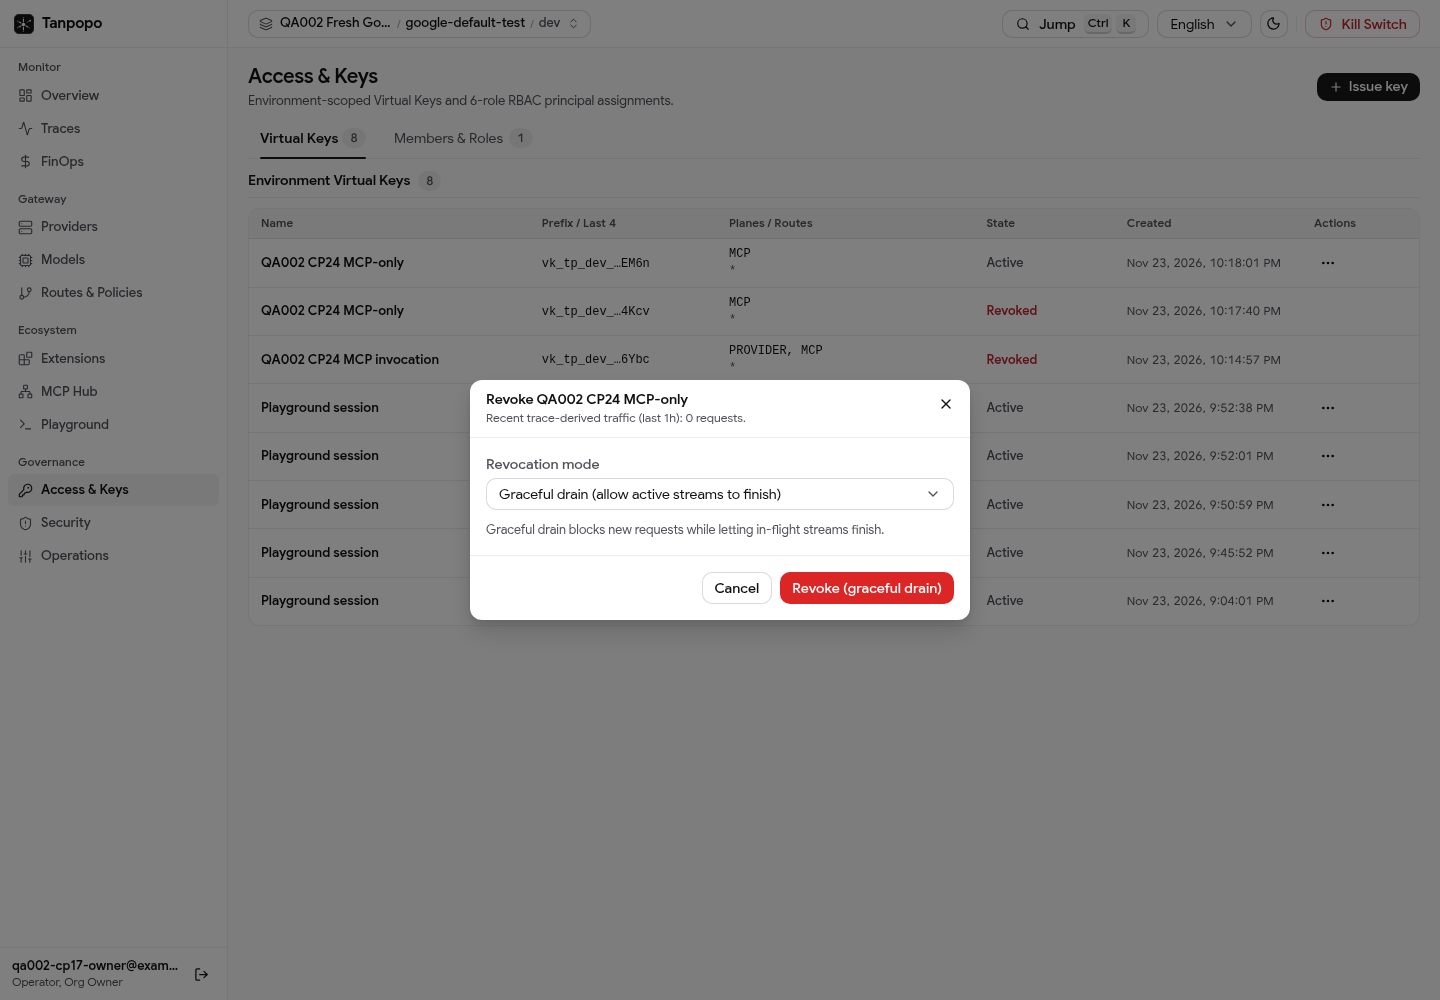 Tanpopo
QA002 Fresh Go... / google-default-test / dev
Jump Ctrl K
English
Kill Switch
Monitor
Overview
Traces
FinOps
Gateway
Providers
Models
Routes & Policies
Ecosystem
Extensions
MCP Hub
Playground
Governance
Access & Keys
Security
Operations
qa002-cp17-owner@exam...
Operator, Org Owner
Access & Keys
Environment-scoped Virtual Keys and 6-role RBAC principal assignments.
+ Issue key
Virtual Keys 8 Members & Roles 1
Environment Virtual Keys 8
Name Prefix / Last 4 Planes / Routes State Created Actions
QA002 CP24 MCP-only vk_tp_dev_…EM6n MCP * Active Nov 23, 2026, 10:18:01 PM ...
QA002 CP24 MCP-only vk_tp_dev_…4Kcv MCP * Revoked Nov 23, 2026, 10:17:40 PM
QA002 CP24 MCP invocation vk_tp_dev_…6Ybc PROVIDER, MCP * Revoked Nov 23, 2026, 10:14:57 PM
Playground session Active Nov 23, 2026, 9:52:38 PM ...
Playground session Active Nov 23, 2026, 9:52:01 PM ...
Playground session Active Nov 23, 2026, 9:50:59 PM ...
Playground session Active Nov 23, 2026, 9:45:52 PM ...
Playground session Active Nov 23, 2026, 9:04:01 PM ...
Revoke QA002 CP24 MCP-only
Recent trace-derived traffic (last 1h): 0 requests.
Revocation mode
Graceful drain (allow active streams to finish)
Graceful drain blocks new requests while letting in-flight streams finish.
Cancel
Revoke (graceful drain)